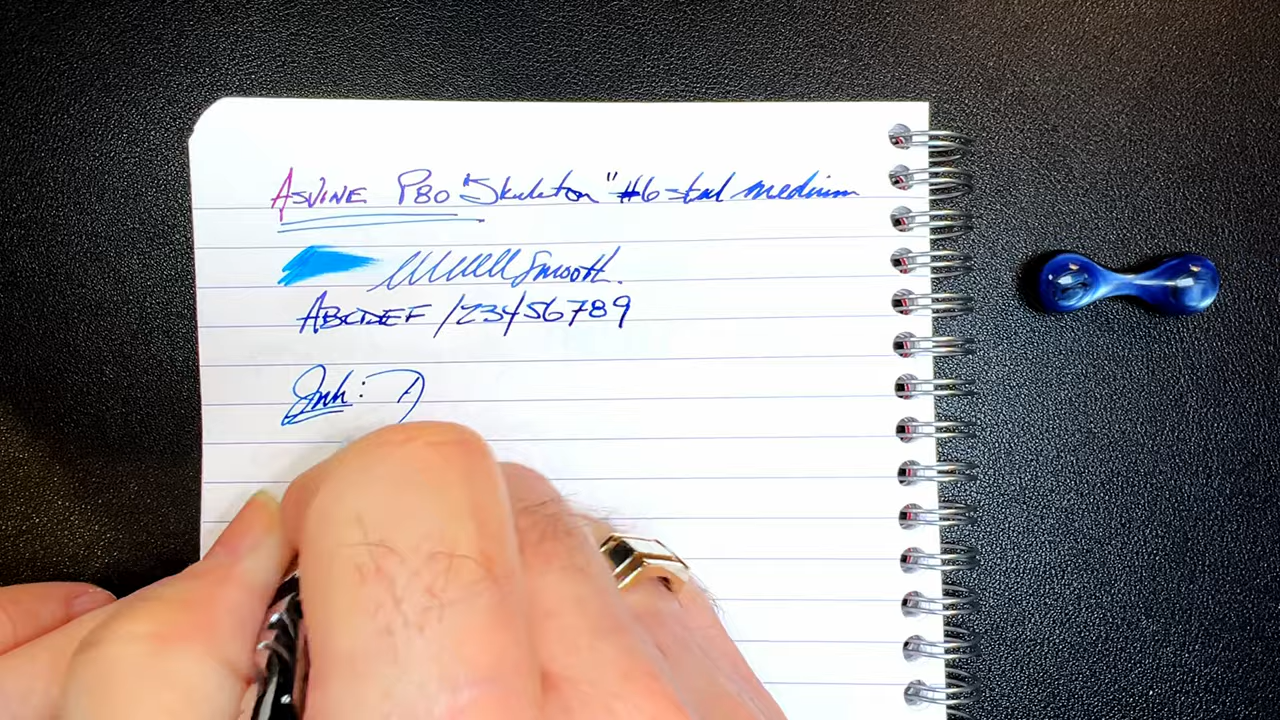 ASVINE P80 "Skeleton" #6 steel medium
Smooth.
ABCDEF 123456789
Ink: D